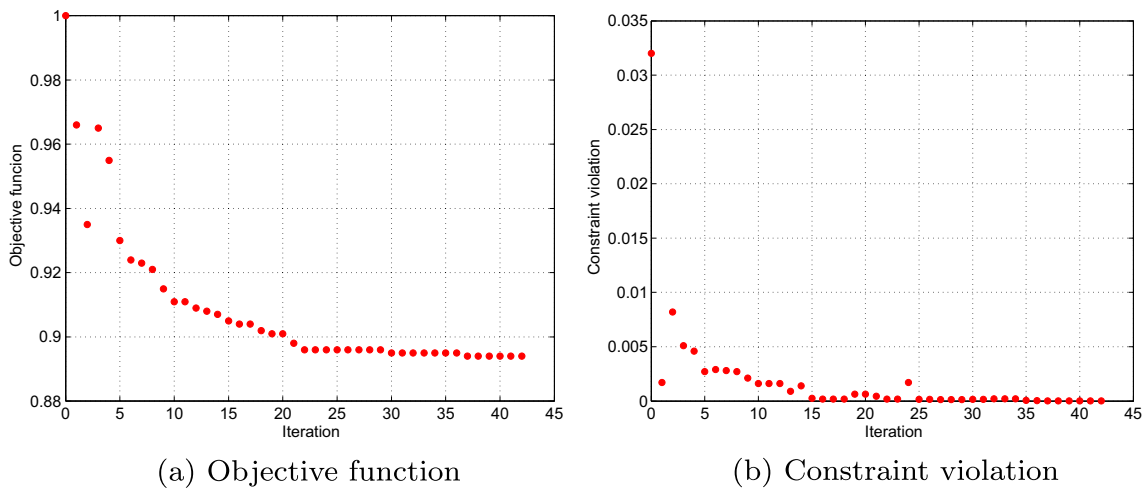 1
0.98
0.96
0.94
0.92
0.9
0.88
0 5 10 15 20 25 30 35 40 45
Objective funcion
Iteration
(a) Objective function
0.035
0.03
0.025
0.02
0.015
0.01
0.005
0
0 5 10 15 20 25 30 35 40 45
Constraint violation
Iteration
(b) Constraint violation